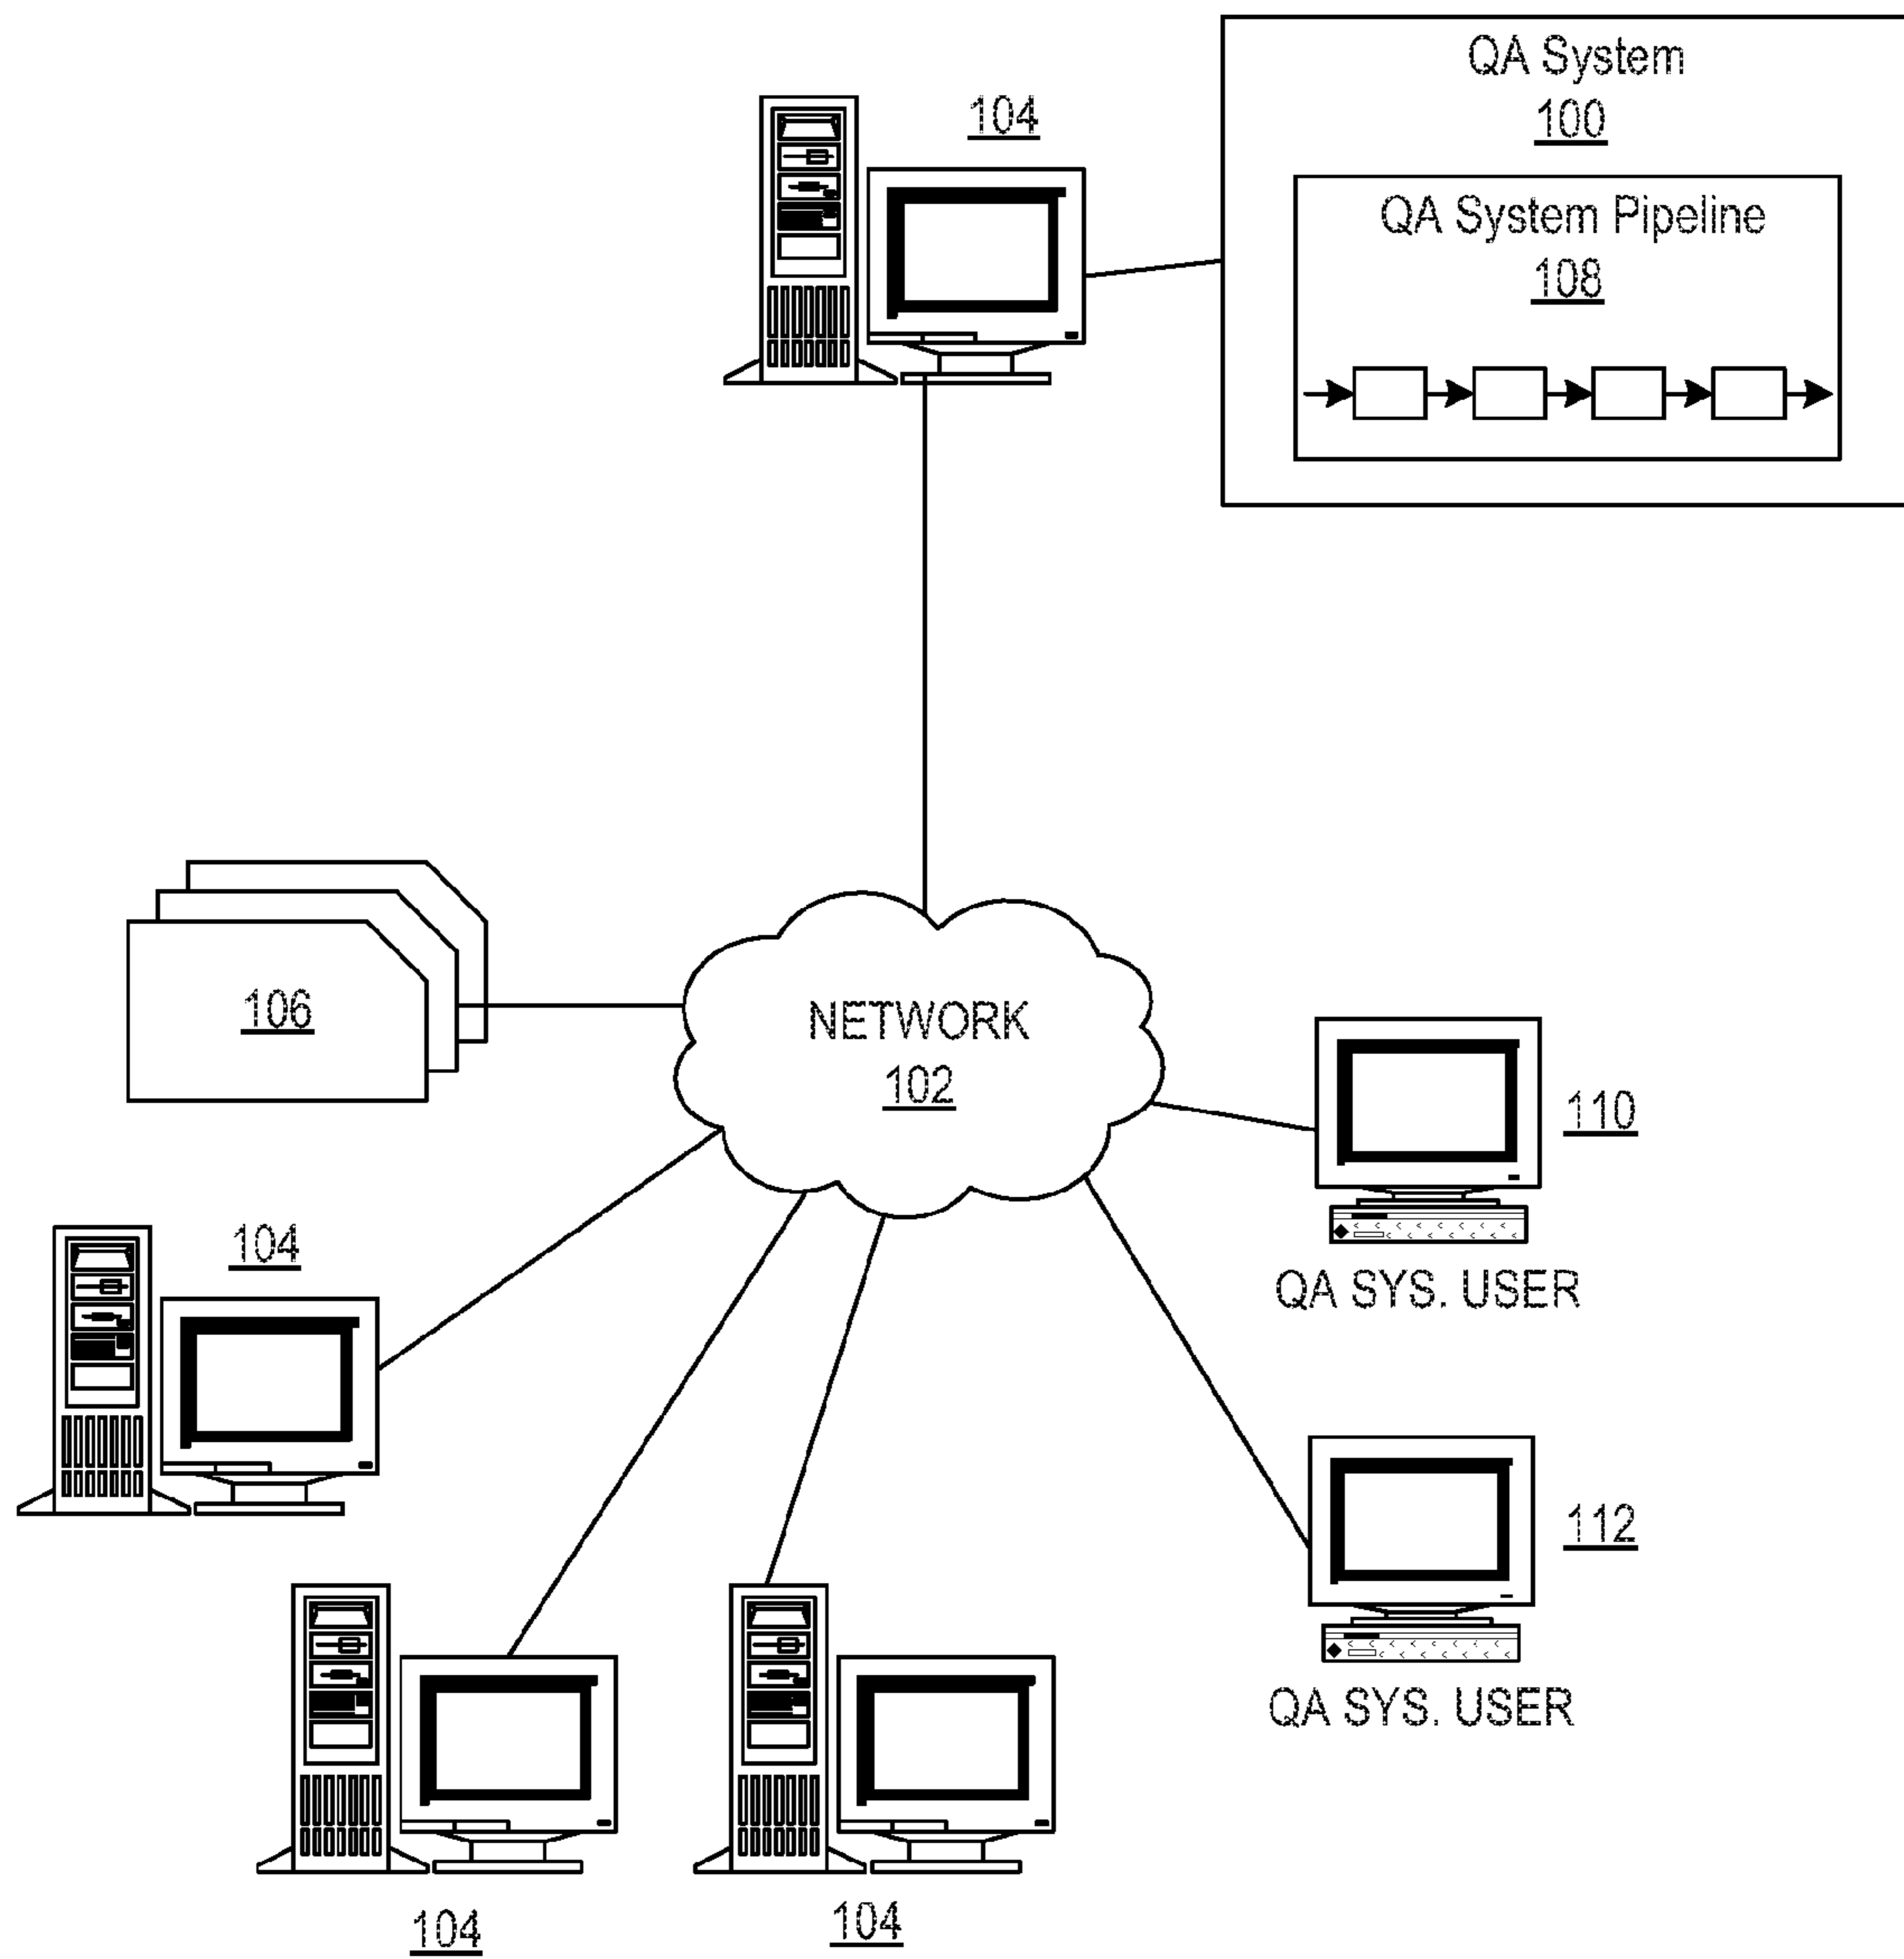 QA System
100
104
QA System Pipeline
108
106
NETWORK
102
110
QA SYS. USER
104
112
QA SYS. USER
104
104